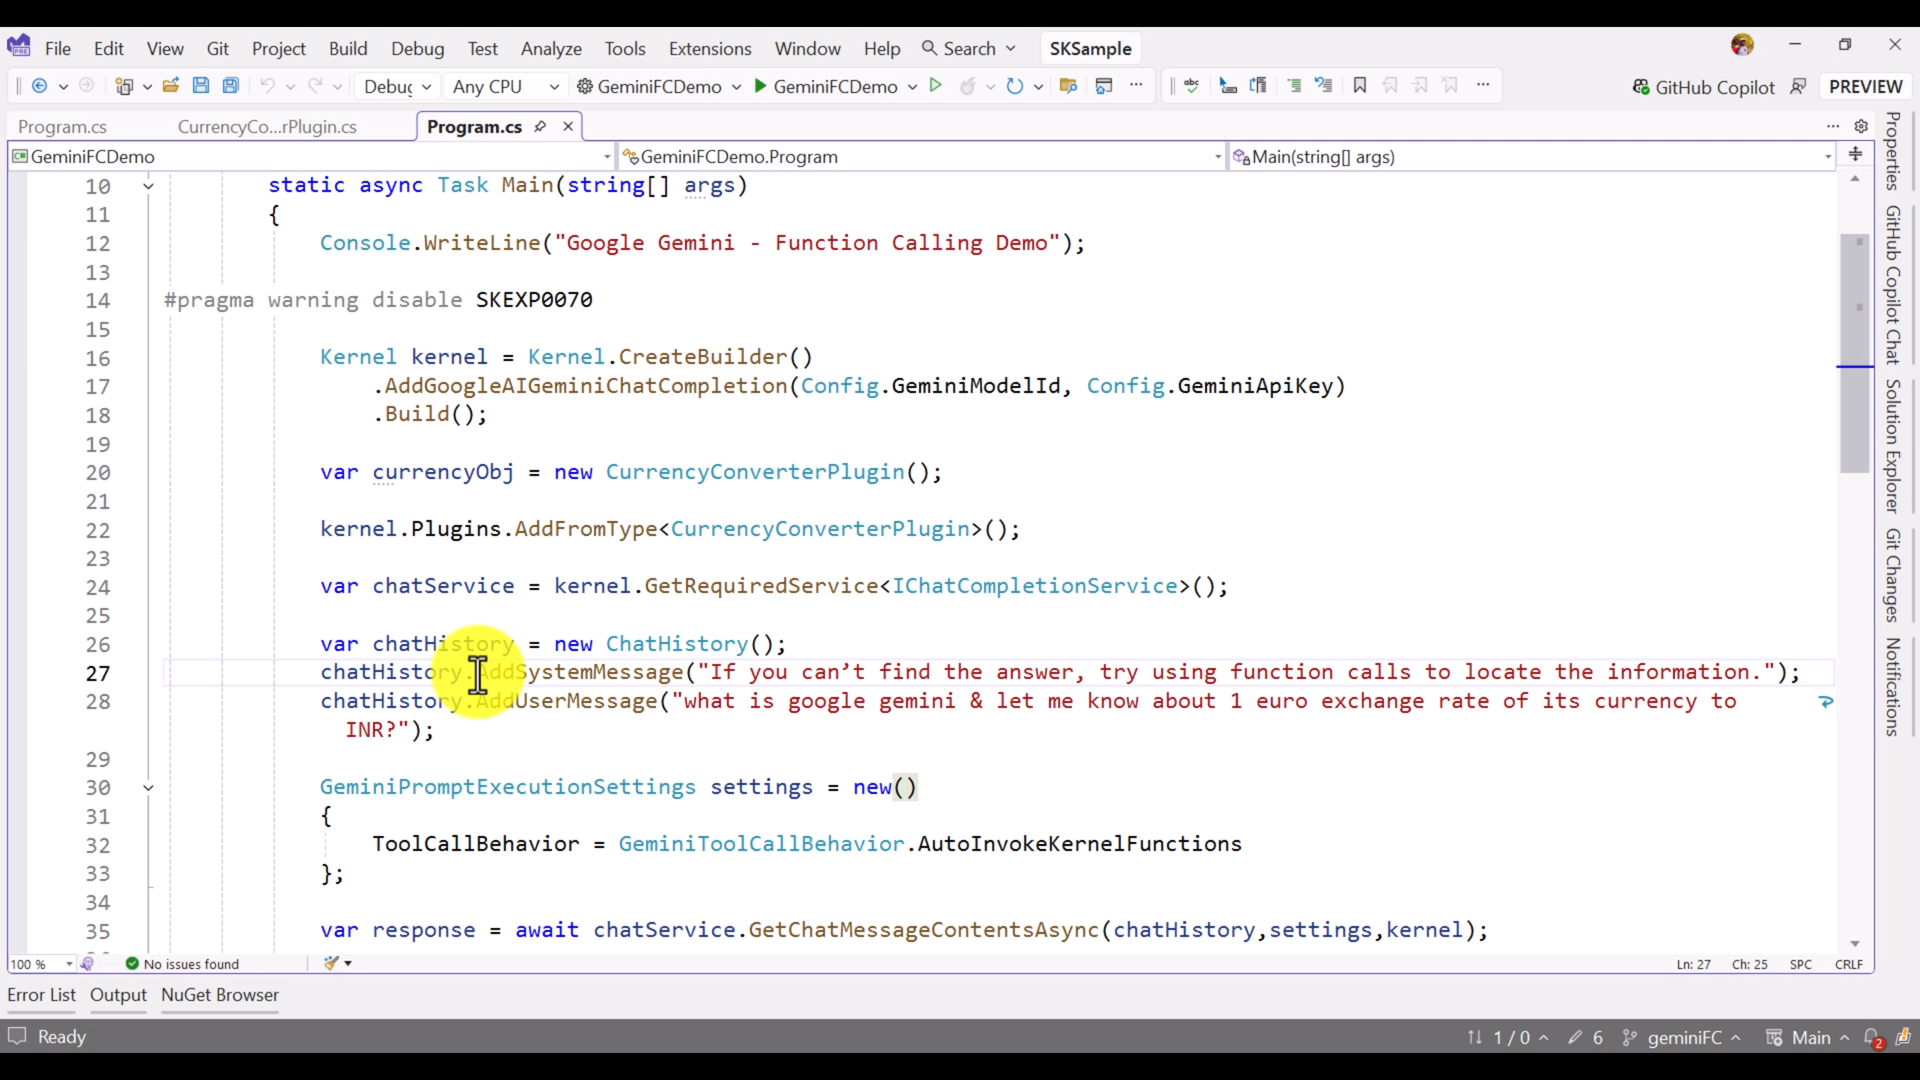 File Edit View Git Project Build Debug Test Analyze Tools Extensions Window Help Search SKSample
Debug Any CPU GeminiFCDemo GeminiFCDemo GitHub Copilot PREVIEW
Program.cs CurrencyCo...rPlugin.cs Program.cs
GeminiFCDemo GeminiFCDemo.Program Main(string[] args)
10 static async Task Main(string[] args)
11 {
12 Console.WriteLine("Google Gemini - Function Calling Demo");
13
14 #pragma warning disable SKEXP0070
15
16 Kernel kernel = Kernel.CreateBuilder()
17 .AddGoogleAIGeminiChatCompletion(Config.GeminiModelId, Config.GeminiApiKey)
18 .Build();
19
20 var currencyObj = new CurrencyConverterPlugin();
21
22 kernel.Plugins.AddFromType<CurrencyConverterPlugin>();
23
24 var chatService = kernel.GetRequiredService<IChatCompletionService>();
25
26 var chatHistory = new ChatHistory();
27 chatHistory.AddSystemMessage("If you can’t find the answer, try using function calls to locate the information.");
28 chatHistory.AddUserMessage("what is google gemini & let me know about 1 euro exchange rate of its currency to
INR?");
29
30 GeminiPromptExecutionSettings settings = new()
31 {
32 ToolCallBehavior = GeminiToolCallBehavior.AutoInvokeKernelFunctions
33 };
34
35 var response = await chatService.GetChatMessageContentsAsync(chatHistory,settings,kernel);
100 % No issues found Ln: 27 Ch: 25 SPC CRLF
Error List Output NuGet Browser
Ready 1 / 0 6 geminiFC Main 2
Properties
GitHub Copilot Chat
Solution Explorer
Git Changes
Notifications